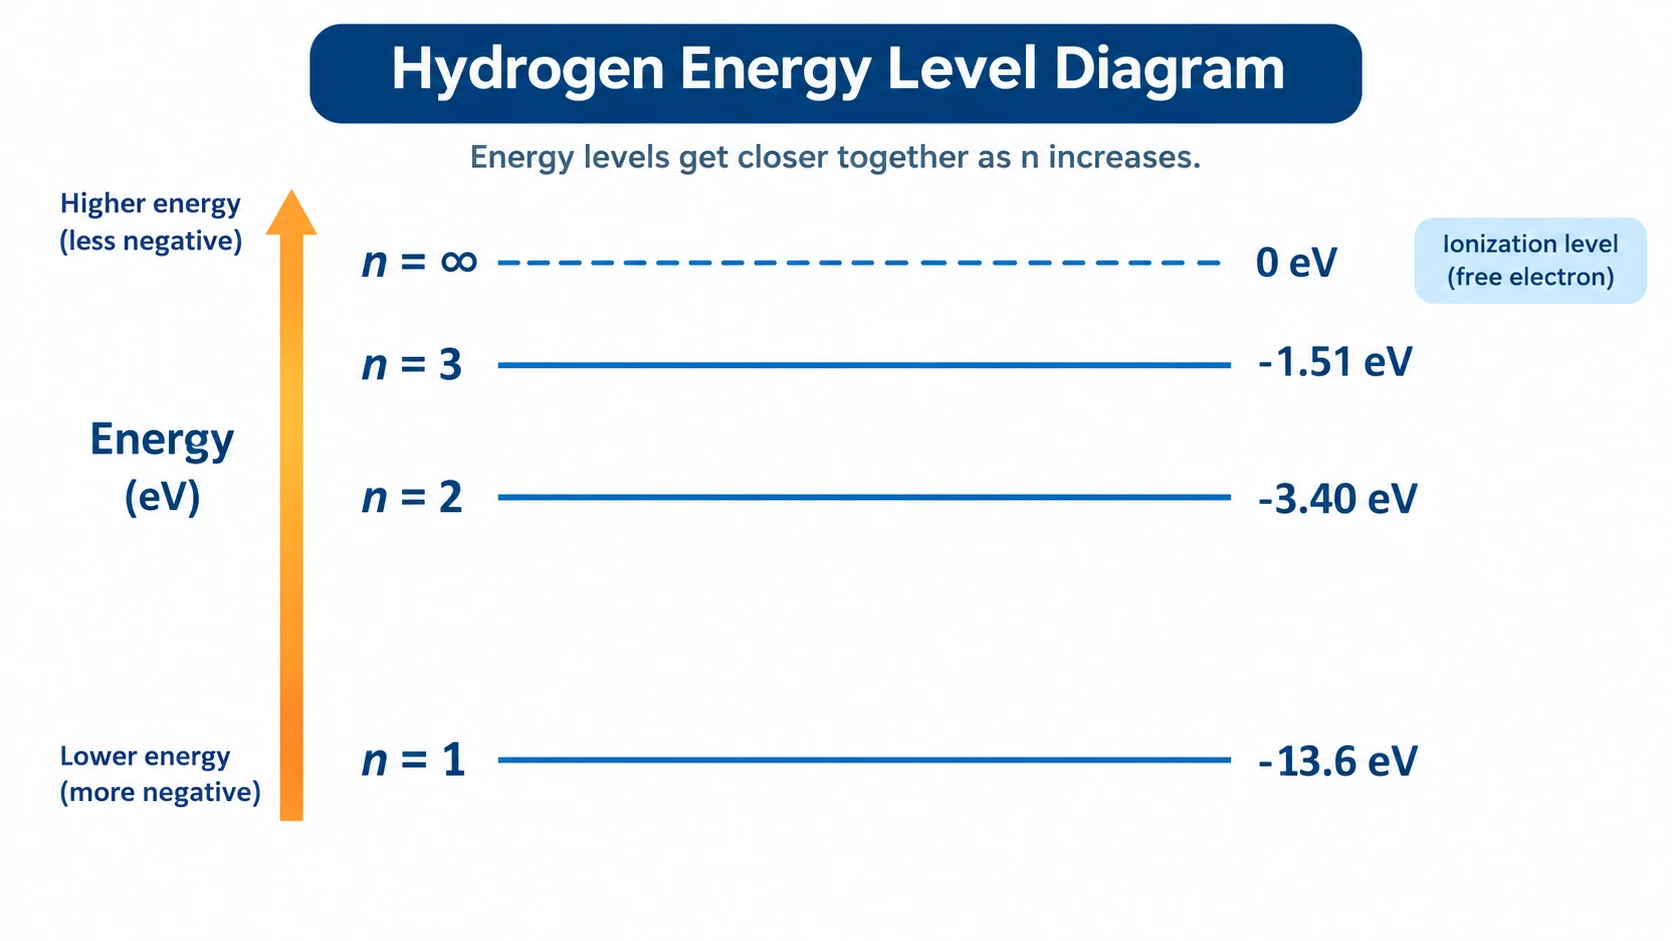 Hydrogen Energy Level Diagram
Energy levels get closer together as n increases.
Higher energy
(less negative)
n = ∞
0 eV
Ionization level
(free electron)
n = 3
-1.51 eV
Energy
(eV)
n = 2
-3.40 eV
Lower energy
(more negative)
n = 1
-13.6 eV